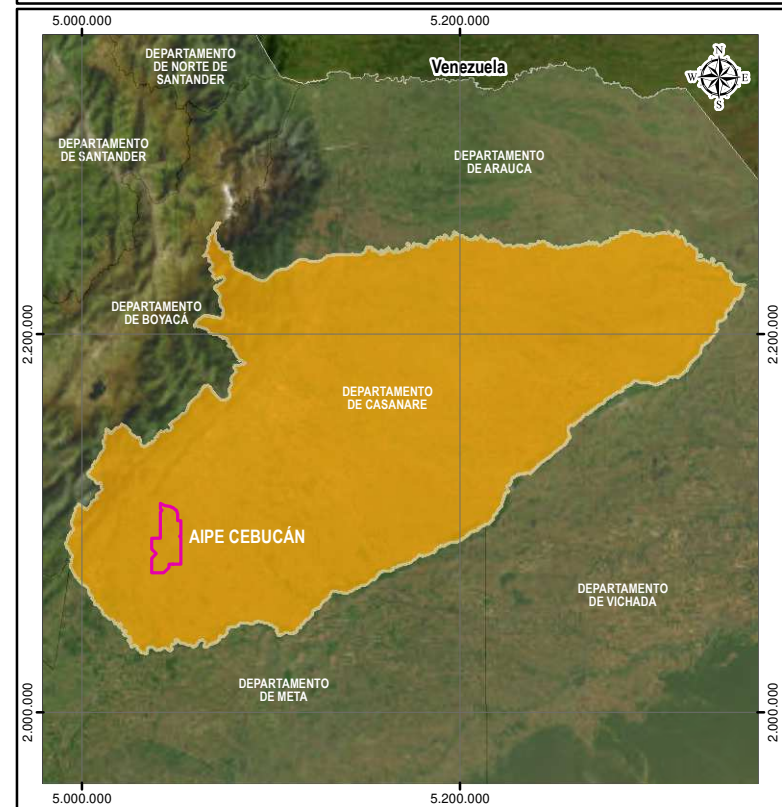 5.000.000
5.200.000
DEPARTAMENTO
DE NORTE DE
SANTANDER
Venezuela
N
W
E
S
DEPARTAMENTO
DE SANTANDER
DEPARTAMENTO
DE ARAUCA
DEPARTAMENTO
DE BOYACÁ
2.200.000
2.200.000
DEPARTAMENTO
DE CASANARE
AIPE CEBUCÁN
DEPARTAMENTO
DE VICHADA
DEPARTAMENTO
DE META
2.000.000
2.000.000
5.000.000
5.200.000